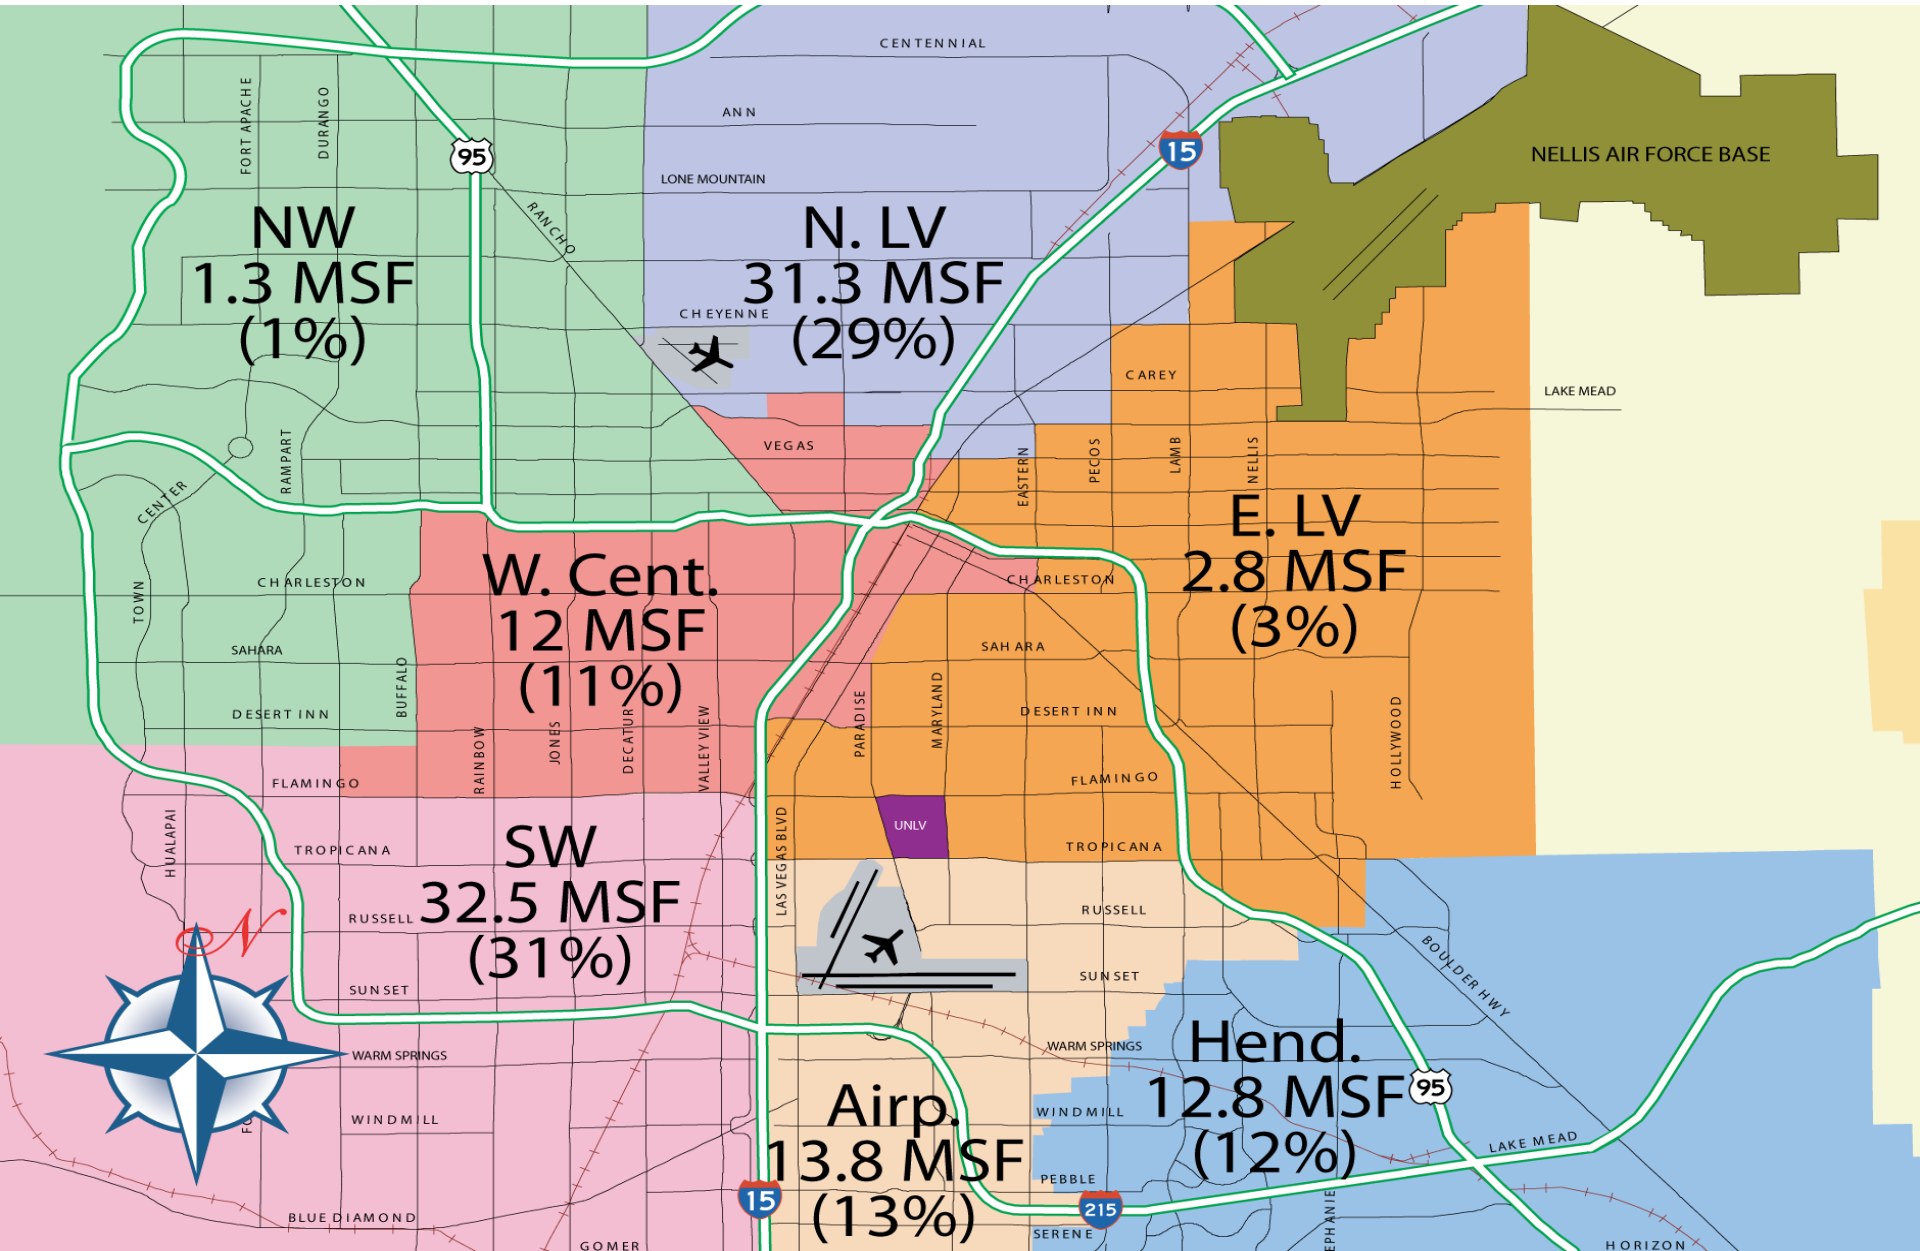 CENTENNIAL
FORT APACHE
DURANGO
ANN
95
15
NELLIS AIR FORCE BASE
LONE MOUNTAIN
RANCHO
NW
1.3 MSF
(1%)
N. LV
31.3 MSF
(29%)
CHEYENNE
CAREY
LAKE MEAD
VEGAS
RAMPART
EASTERN
PECOS
LAMB
NELLIS
CENTER
TOWN
E. LV
2.8 MSF
(3%)
W. Cent.
12 MSF
(11%)
CHARLESTON
CHARLESTON
SAHARA
SAHARA
BUFFALO
DESERT INN
DESERT INN
RAINBOW
JONES
DECATUR
VALLEY VIEW
PARADISE
MARYLAND
HOLLYWOOD
FLAMINGO
FLAMINGO
HUALAPAI
LAS VEGAS BLVD
UNLV
TROPICANA
TROPICANA
SW
32.5 MSF
(31%)
RUSSELL
RUSSELL
N
BOULDER HWY
SUNSET
SUNSET
WARM SPRINGS
WARM SPRINGS
Hend.
12.8 MSF
(12%)
95
WINDMILL
WINDMILL
FO
Airp.
13.8 MSF
(13%)
LAKE MEAD
PEBBLE
15
215
EPHANIE
BLUE DIAMOND
SERENE
GOMER
HORIZON